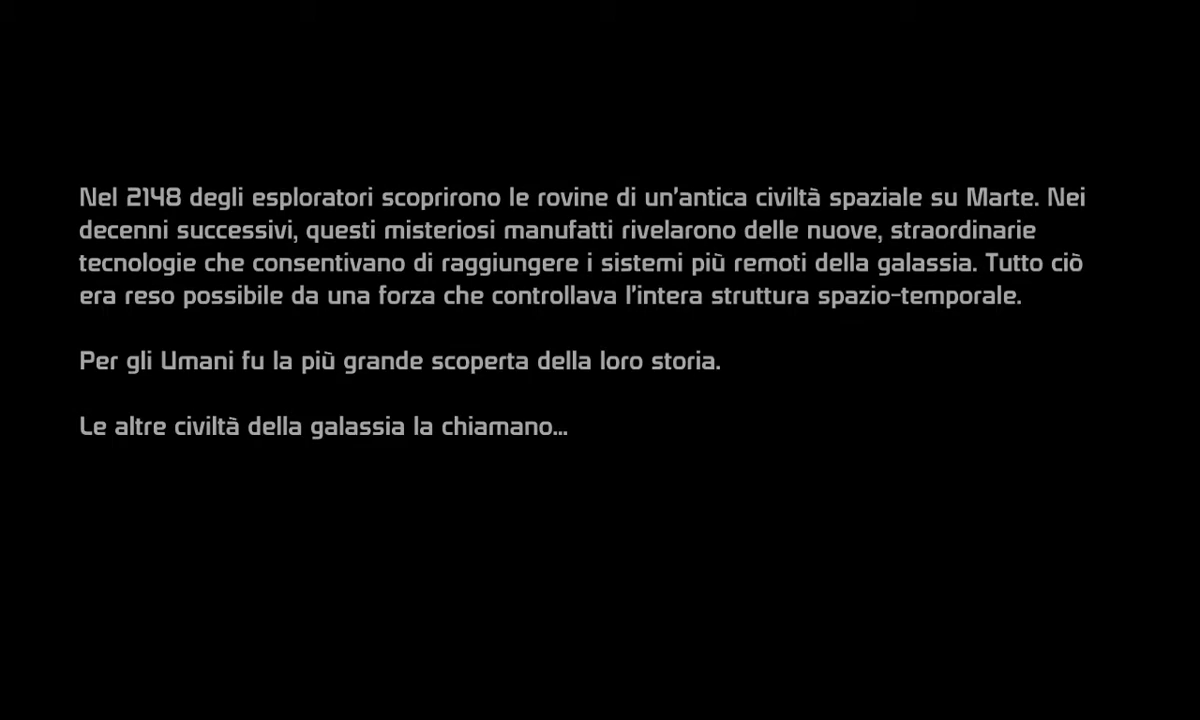 Nel 2148 degli esploratori scoprirono le rovine di un'antica civiltà spaziale su Marte. Nei
decenni successivi, questi misteriosi manufatti rivelarono delle nuove, straordinarie
tecnologie che consentivano di raggiungere i sistemi più remoti della galassia. Tutto ciò
era reso possibile da una forza che controllava l'intera struttura spazio-temporale.
Per gli Umani fu la più grande scoperta della loro storia.
Le altre civiltà della galassia la chiamano...